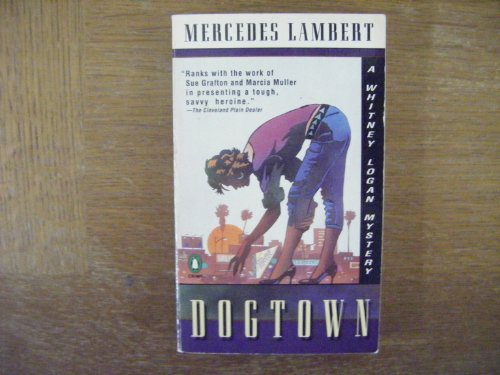 MERCEDES LAMBERT
"Ranks with the work of
Sue Grafton and Marcia Muller
in presenting a tough,
savvy heroine."
—The Cleveland Plain Dealer
A WHITNEY LOGAN MYSTERY
DOGTOWN